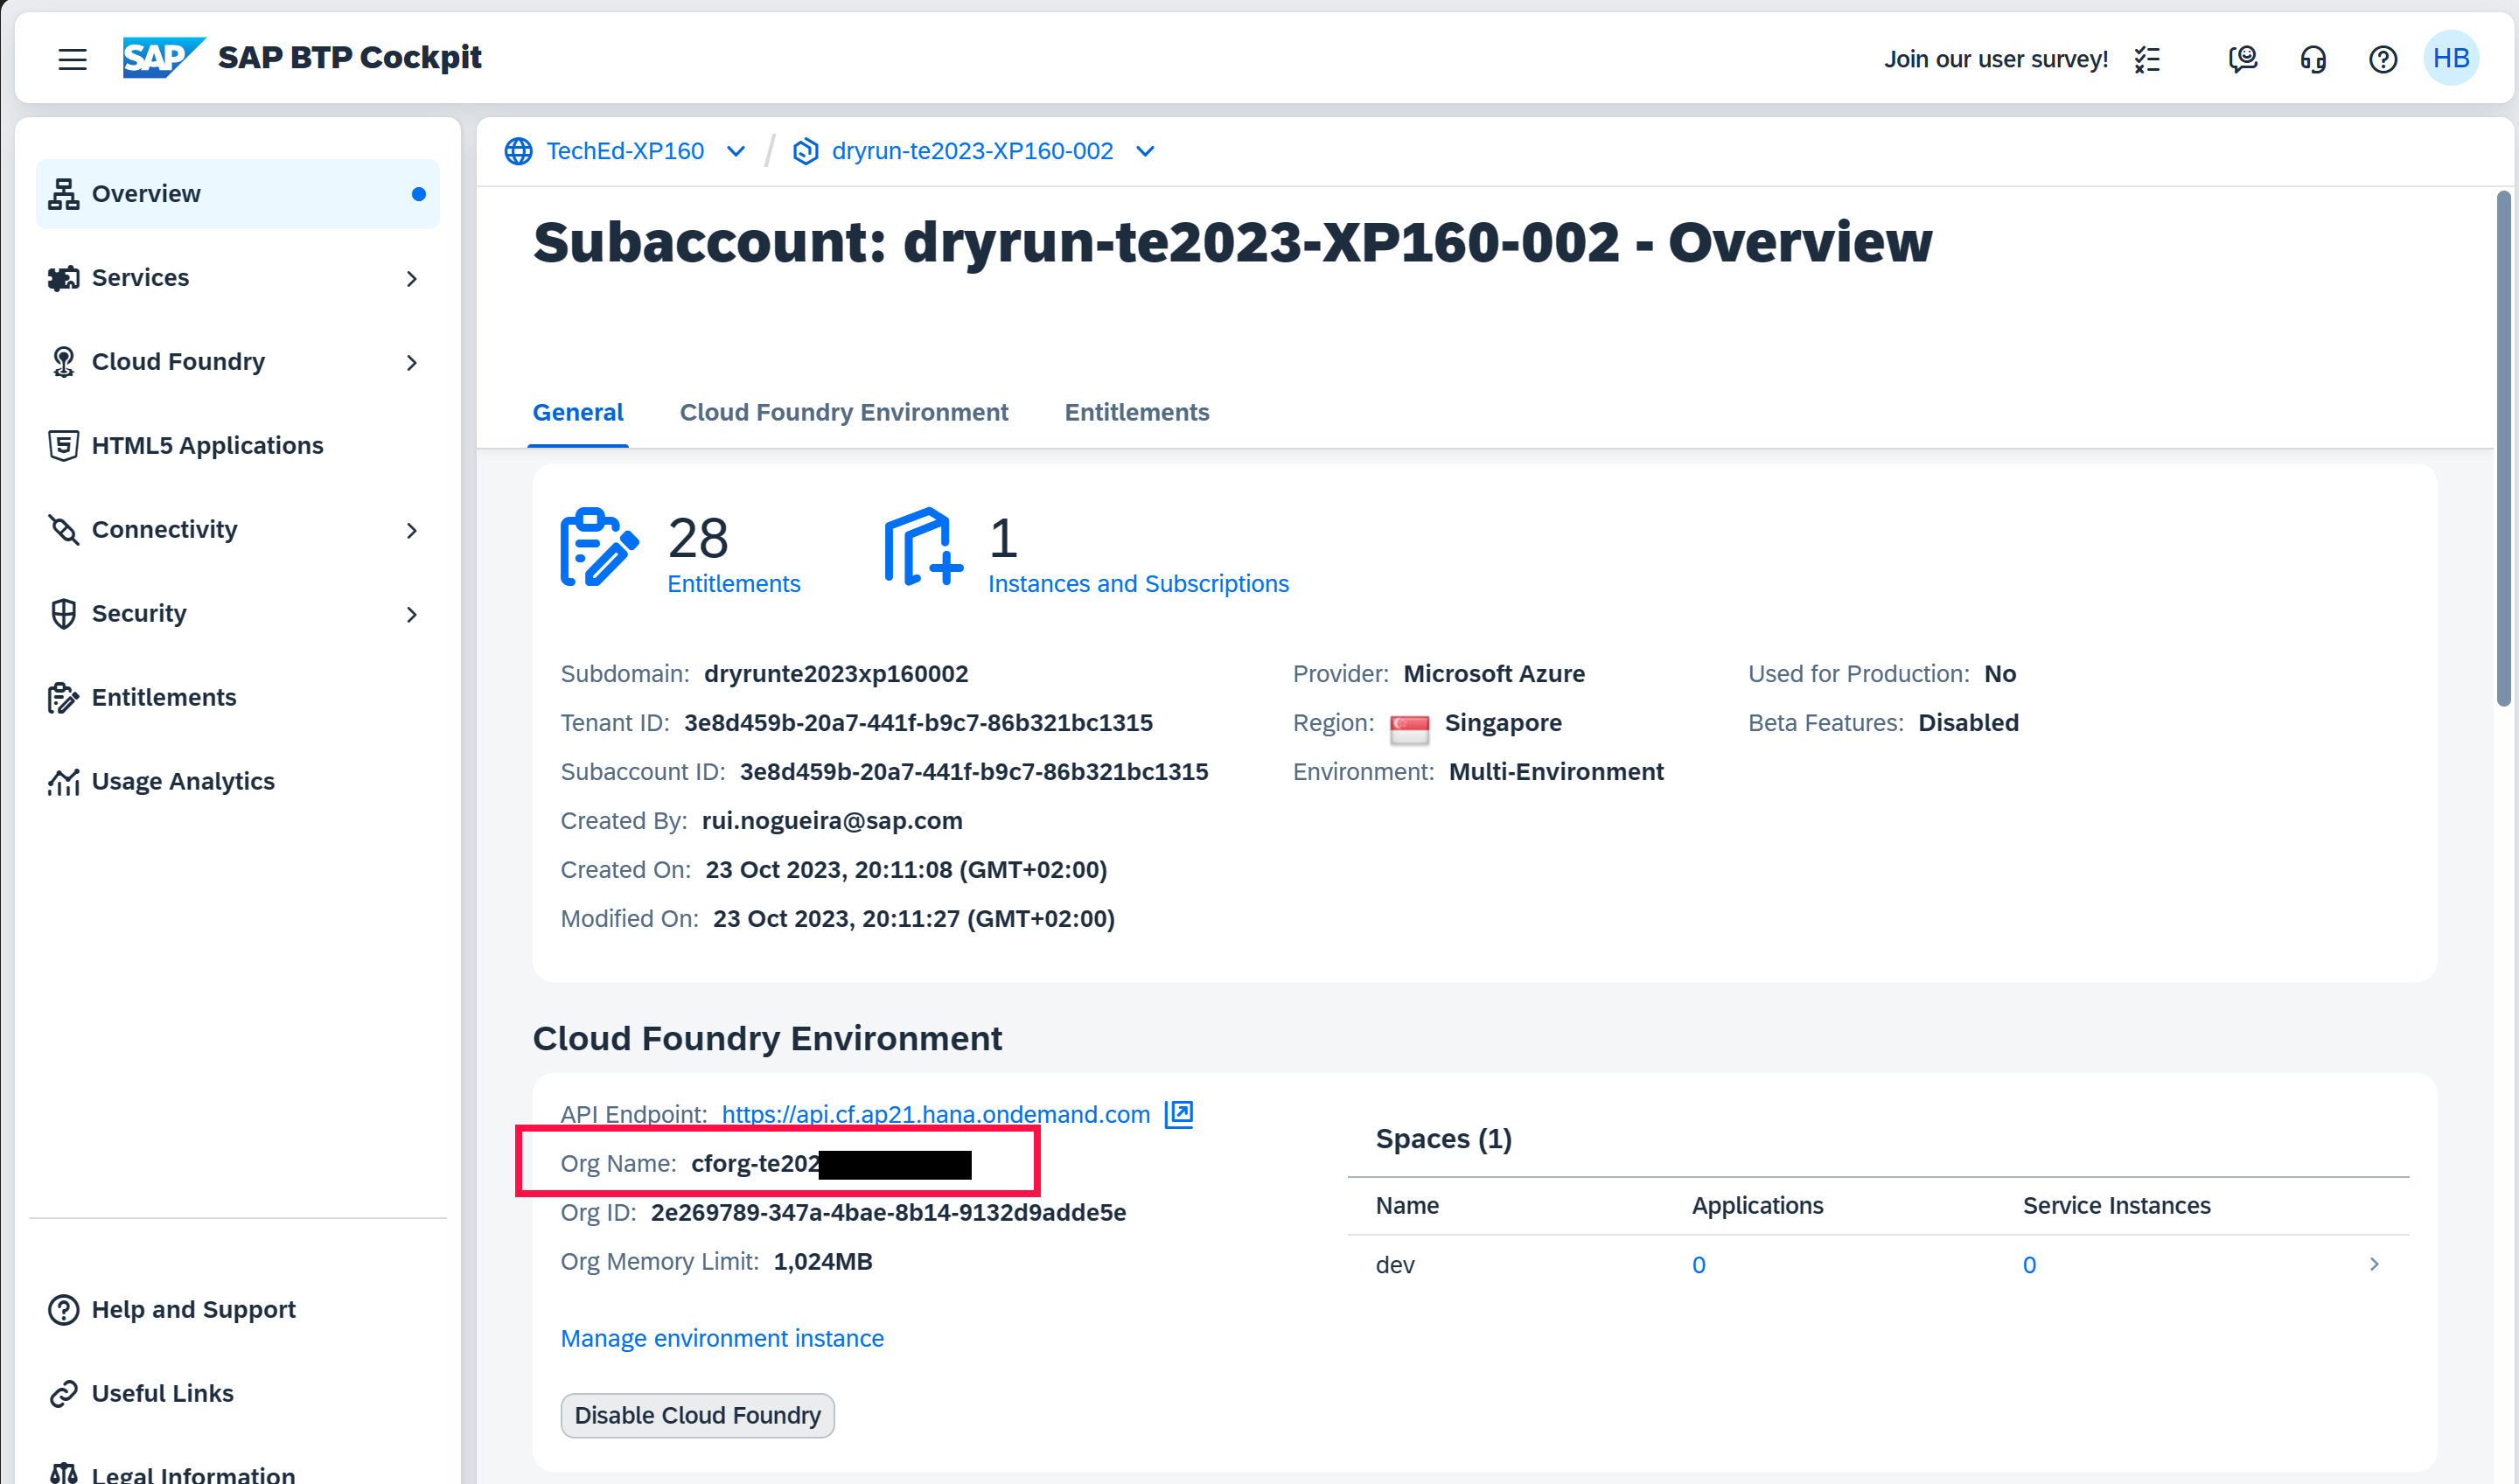 SAP SAP BTP Cockpit
Join our user survey!
HB
Overview
Services
Cloud Foundry
HTML5 Applications
Connectivity
Security
Entitlements
Usage Analytics
Help and Support
Useful Links
Legal Information
TechEd-XP160 / dryrun-te2023-XP160-002
Subaccount: dryrun-te2023-XP160-002 - Overview
General Cloud Foundry Environment Entitlements
28
Entitlements
1
Instances and Subscriptions
Subdomain: dryrunte2023xp160002
Tenant ID: 3e8d459b-20a7-441f-b9c7-86b321bc1315
Subaccount ID: 3e8d459b-20a7-441f-b9c7-86b321bc1315
Created By: rui.nogueira@sap.com
Created On: 23 Oct 2023, 20:11:08 (GMT+02:00)
Modified On: 23 Oct 2023, 20:11:27 (GMT+02:00)
Provider: Microsoft Azure
Region: Singapore
Environment: Multi-Environment
Used for Production: No
Beta Features: Disabled
Cloud Foundry Environment
API Endpoint: https://api.cf.ap21.hana.ondemand.com
Org Name: cforg-te202
Org ID: 2e269789-347a-4bae-8b14-9132d9adde5e
Org Memory Limit: 1,024MB
Manage environment instance
Disable Cloud Foundry
Spaces (1)
Name Applications Service Instances
dev 0 0